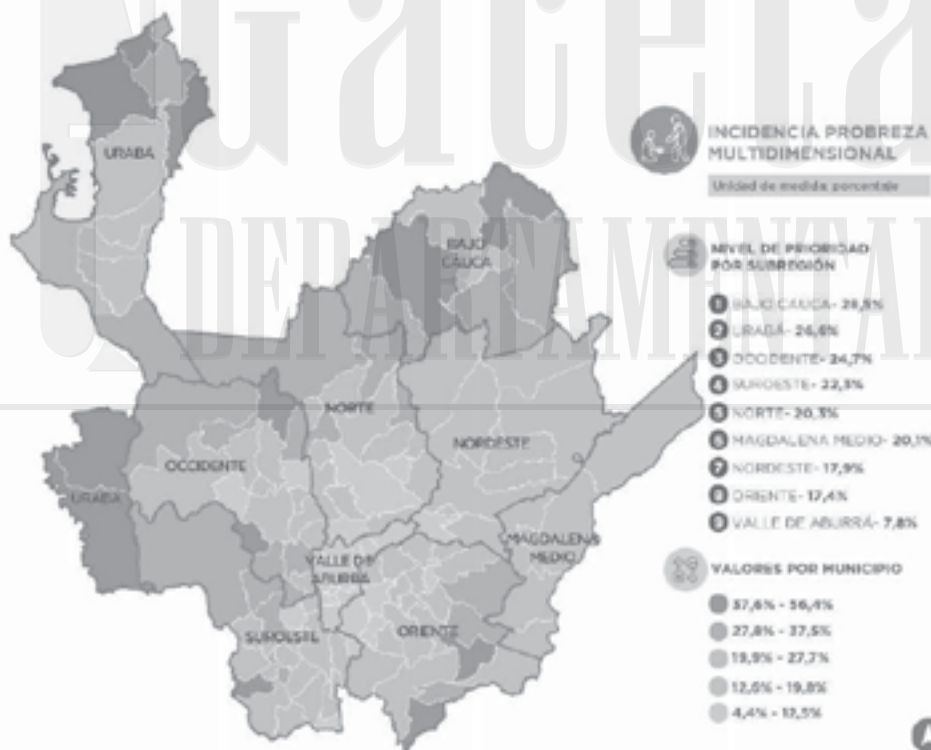 Gaceta
DEPARTAMENTAL
INCIDENCIA PROBREZA
MULTIDIMENSIONAL
Unidad de medida: porcentaje
NIVEL DE PRIORIDAD
POR SUBREGIÓN
1 BAJO CAUCA- 28,5%
2 URABÁ- 26,6%
3 OCCIDENTE- 24,7%
4 SUROESTE- 22,3%
5 NORTE- 20,3%
6 MAGDALENA MEDIO- 20,1%
7 NORDESTE- 17,9%
8 ORIENTE- 17,4%
9 VALLE DE ABURRÁ- 7,8%
VALORES POR MUNICIPIO
37,6% - 56,4%
27,8% - 37,5%
19,9% - 27,7%
12,6% - 19,8%
4,4% - 12,5%
URABA
BAJO
CAUCA
NORTE
NORDESTE
OCCIDENTE
URABA
MAGDALENA
MEDIO
VALLE DE
ABURRA
SUROESTE
ORIENTE